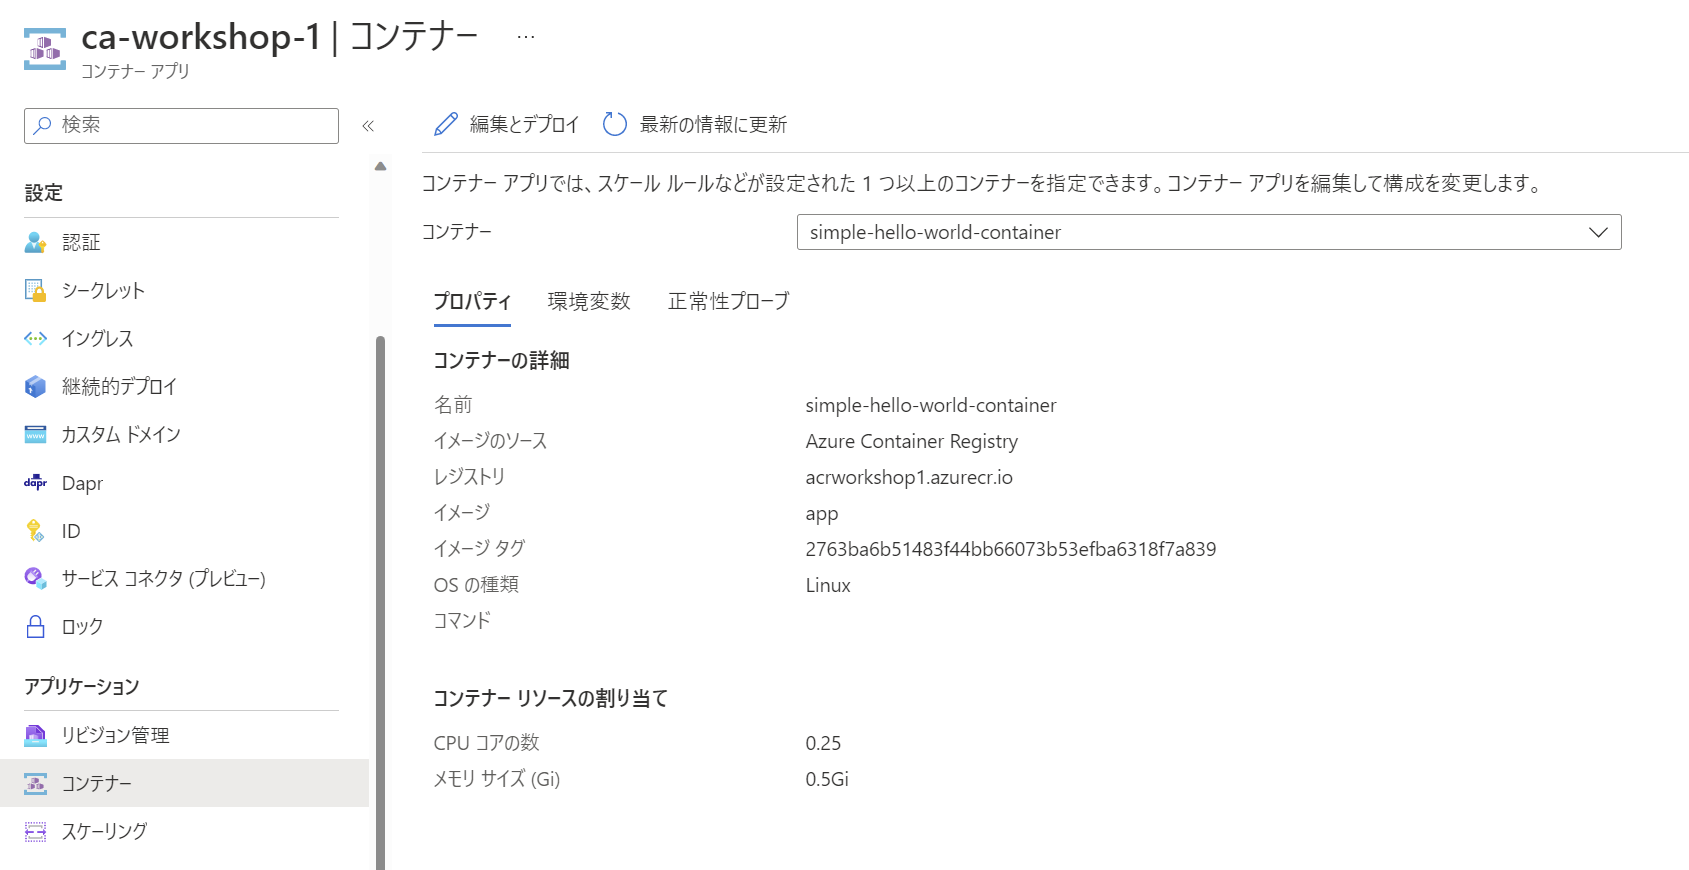 ca-workshop-1 | コンテナー ...
コンテナー アプリ
検索
«
設定
認証
シークレット
イングレス
継続的デプロイ
カスタム ドメイン
www
dapr
Dapr
ID
サービス コネクタ (プレビュー)
ロック
アプリケーション
リビジョン管理
コンテナー
スケーリング
編集とデプロイ
最新の情報に更新
コンテナー アプリでは、スケール ルールなどが設定された 1 つ以上のコンテナーを指定できます。コンテナー アプリを編集して構成を変更します。
コンテナー simple-hello-world-container
プロパティ 環境変数 正常性プローブ
コンテナーの詳細
名前 simple-hello-world-container
イメージのソース Azure Container Registry
レジストリ acrworkshop1.azurecr.io
イメージ app
イメージ タグ 2763ba6b51483f44bb66073b53efba6318f7a839
OS の種類 Linux
コマンド
コンテナー リソースの割り当て
CPU コアの数 0.25
メモリ サイズ (Gi) 0.5Gi